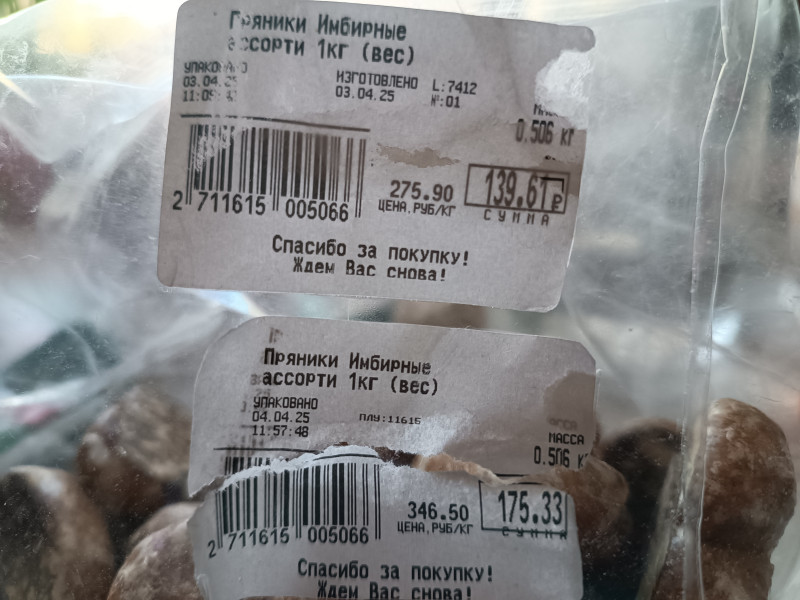 Пряники Имбирные
ассорти 1кг (вес)
УПАКОВАНО
03.04.25
ИЗГОТОВЛЕНО
03.04.25
L:7412
№:01
0.506 кг
2 711615 005066
275.90
ЦЕНА,РУБ/КГ
139.61₽
СУММА
Спасибо за покупку!
Ждем Вас снова!
Пряники Имбирные
ассорти 1кг (вес)
УПАКОВАНО
04.04.25
11:57:48
ПЛУ:11615
МАССА
0.506 к
2 711615 005066
346.50
ЦЕНА,РУБ/КГ
175.33
СУММА
Спасибо за покупку!
Ждем Вас снова!